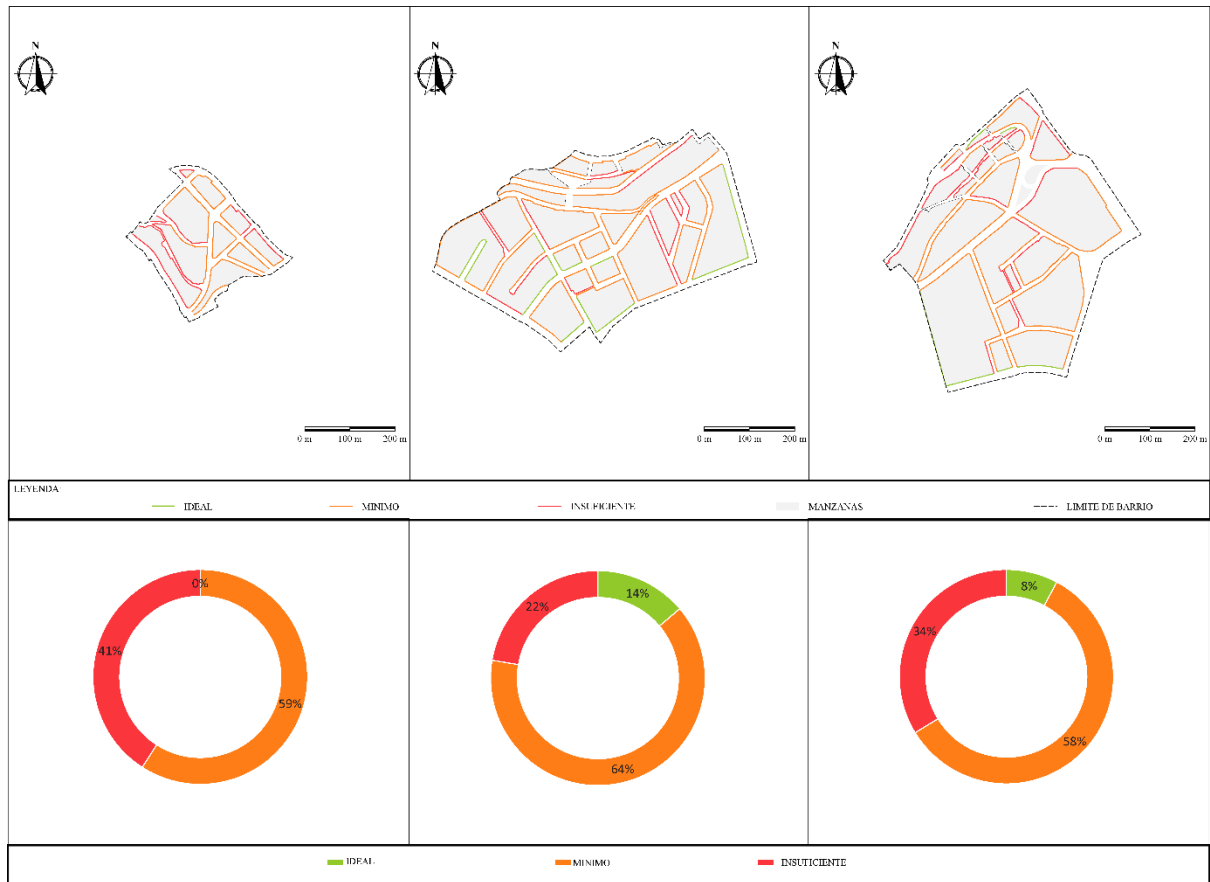 N
N
N
0 m 100 m 200 m
0 m 100 m 200 m
0 m 100 m 200 m
LEYENDA:
IDEAL MINIMO INSUFICIENTE MANZANAS LIMITE DE BARRIO
0%
41%
59%
14%
22%
64%
8%
34%
58%
IDEAL MINIMO INSUTICIENTE